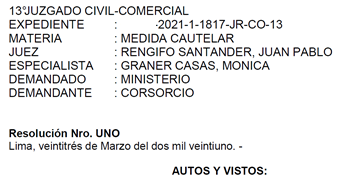 13°JUZGADO CIVIL-COMERCIAL
EXPEDIENTE : -2021-1-1817-JR-CO-13
MATERIA : MEDIDA CAUTELAR
JUEZ : RENGIFO SANTANDER, JUAN PABLO
ESPECIALISTA : GRANER CASAS, MONICA
DEMANDADO : MINISTERIO
DEMANDANTE : CORSORCIO
Resolución Nro. UNO
Lima, veintitrés de Marzo del dos mil veintiuno. -
AUTOS Y VISTOS: